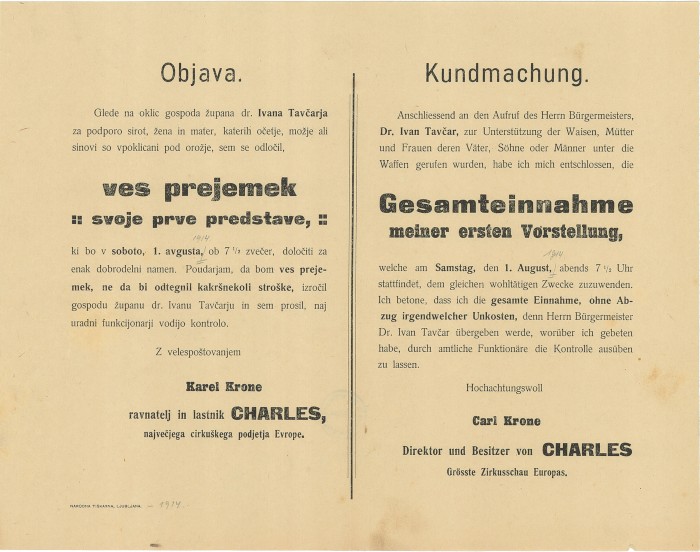 Objava.
Glede na oklic gospoda župana dr. Ivana Tavčarja
za podporo sirot, žena in mater, katerih očetje, možje ali
sinovi so vpoklicani pod orožje, sem se odločil,
ves prejemek
:: svoje prve predstave, ::
1914
ki bo v soboto, 1. avgusta, ob 7 1/2 zvečer, določiti za
enak dobrodelni namen. Poudarjam, da bom ves preje-
mek, ne da bi odtegnil kakršnekoli stroške, izročil
gospodu županu dr. Ivanu Tavčarju in sem prosil, naj
uradni funkcijonarji vodijo kontrolo.
Z velespoštovanjem
Karel Krone
ravnatelj in lastnik CHARLES,
največjega cirkuškega podjetja Evrope.
NARODNA TISKARNA, LJUBLJANA. – 1914.
Kundmachung.
Anschliessend an den Aufruf des Herrn Bürgermeisters,
Dr. Ivan Tavčar, zur Unterstützung der Waisen, Mütter
und Frauen deren Väter, Söhne oder Männer unter die
Waffen gerufen wurden, habe ich mich entschlossen, die
Gesamteinnahme
meiner ersten Vorstellung,
1914
welche am Samstag, den 1. August, abends 7 1/2 Uhr
stattfindet, dem gleichen wohltätigen Zwecke zuzuwenden.
Ich betone, dass ich die gesamte Einnahme, ohne Ab-
zug irgendwelcher Unkosten, denn Herrn Bürgermeister
Dr. Ivan Tavčar übergeben werde, worüber ich gebeten
habe, durch amtliche Funktionäre die Kontrolle ausüben
zu lassen.
Hochachtungswoll
Carl Krone
Direktor und Besitzer von CHARLES
Grösste Zirkusschau Europas.